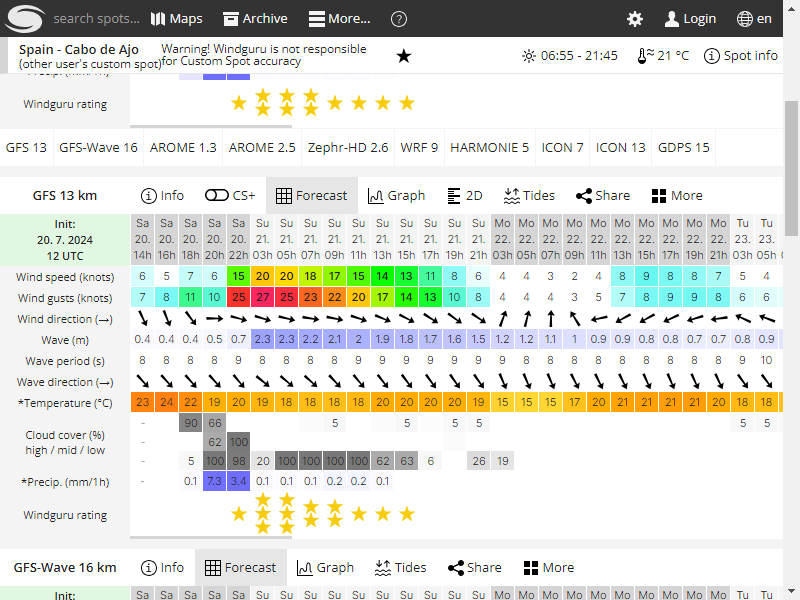 search spots... Maps Archive More... ? Login en
Spain - Cabo de Ajo
(other user's custom spot)
Warning! Windguru is not responsible
for Custom Spot accuracy
★ 06:55 - 21:45 21 °C Spot info
Windguru rating
GFS 13 GFS-Wave 16 AROME 1.3 AROME 2.5 Zephr-HD 2.6 WRF 9 HARMONIE 5 ICON 7 ICON 13 GDPS 15
GFS 13 km Info CS+ Forecast Graph 2D Tides Share More
Init:
20. 7. 2024
12 UTC
Sa Sa Sa Sa Sa Su Su Su Su Su Su Su Su Su Su Mo Mo Mo Mo Mo Mo Mo Mo Mo Mo Tu Tu
20. 20. 20. 20. 20. 21. 21. 21. 21. 21. 21. 21. 21. 21. 21. 22. 22. 22. 22. 22. 22. 22. 22. 22. 22. 23. 23.
14h 16h 18h 20h 22h 03h 05h 07h 09h 11h 13h 15h 17h 19h 21h 03h 05h 07h 09h 11h 13h 15h 17h 19h 21h 03h 05h
Wind speed (knots) 6 5 7 6 15 20 20 18 17 15 14 13 11 8 6 4 4 3 2 4 8 9 8 8 7 5 4
Wind gusts (knots) 7 8 11 10 25 27 25 23 22 20 17 14 13 10 8 4 4 4 3 5 7 8 9 9 8 6 6
Wind direction (→)
Wave (m) 0.4 0.4 0.4 0.5 0.7 2.3 2.3 2.2 2.1 2 1.9 1.8 1.7 1.6 1.5 1.2 1.2 1.1 1 0.9 0.9 0.8 0.8 0.7 0.7 0.8 0.9
Wave period (s) 8 8 8 8 9 8 8 8 9 9 9 9 9 9 9 8 8 8 8 8 8 8 8 8 8 9 10
Wave direction (→)
*Temperature (°C) 23 24 22 19 20 19 18 18 18 18 20 20 20 20 19 15 15 15 17 20 21 21 21 21 20 18 18
- 90 66 5 5 5 5 5 5
Cloud cover (%)
- 62 100
high / mid / low
- 5 100 98 20 100 100 100 100 62 63 6 26 19
*Precip. (mm/1h) - 0.1 7.3 3.4 0.1 0.1 0.1 0.2 0.2 0.1
Windguru rating
GFS-Wave 16 km Info Forecast Graph Tides Share More
Init: Sa Sa Sa Sa Sa Su Su Su Su Su Su Su Su Su Su Mo Mo Mo Mo Mo Mo Mo Mo Mo Mo Tu Tu